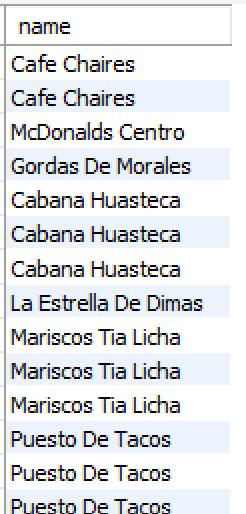 name
Cafe Chaires
Cafe Chaires
McDonalds Centro
Gordas De Morales
Cabana Huasteca
Cabana Huasteca
Cabana Huasteca
La Estrella De Dimas
Mariscos Tia Licha
Mariscos Tia Licha
Mariscos Tia Licha
Puesto De Tacos
Puesto De Tacos
Puesto De Tacos